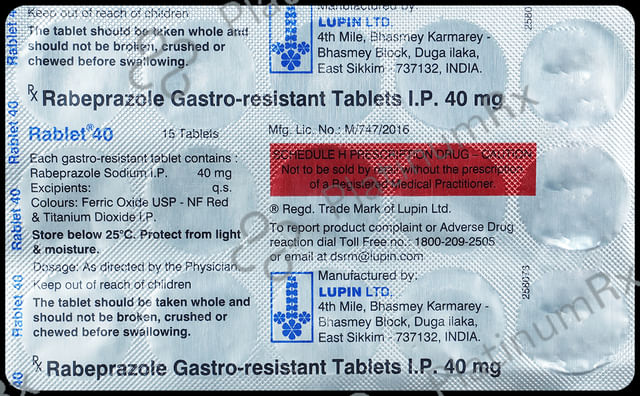 Keep out of reach of children
The tablet should be taken whole and
should not be broken, crushed or
chewed before swallowing.
Manufactured by:
LUPIN LTD.
4th Mile, Bhasmey Karmarey -
Bhasmey Block, Duga ilaka,
East Sikkim - 737132, INDIA.
2580
Rx Rabeprazole Gastro-resistant Tablets I.P. 40 mg
Rablet®40 15 Tablets
Mfg. Lic. No.: M/747/2016
Each gastro-resistant tablet contains :
Rabeprazole Sodium I.P. 40 mg
Excipients: q.s.
Colours: Ferric Oxide USP - NF Red
& Titanium Dioxide I.P.
Store below 25°C. Protect from light
& moisture.
Dosage: As directed by the Physician.
Keep out of reach of children
The tablet should be taken whole and
should not be broken, crushed or
chewed before swallowing.
SCHEDULE H PRESCRIPTION DRUG - CAUTION
Not to be sold by retail without the prescription
of a Registered Medical Practitioner.
® Regd. Trade Mark of Lupin Ltd.
To report product complaint or Adverse Drug
reaction dial Toll Free no.: 1800-209-2505
or email at dsrm@lupin.com
Manufactured by:
LUPIN LTD.
4th Mile, Bhasmey Karmarey -
Bhasmey Block, Duga ilaka,
East Sikkim - 737132, INDIA.
258073
Rx Rabeprazole Gastro-resistant Tablets I.P. 40 mg
Rablet 4
Rablet 40
Rablet 40
Rablet 40
Rablet 40
PlatinumRx